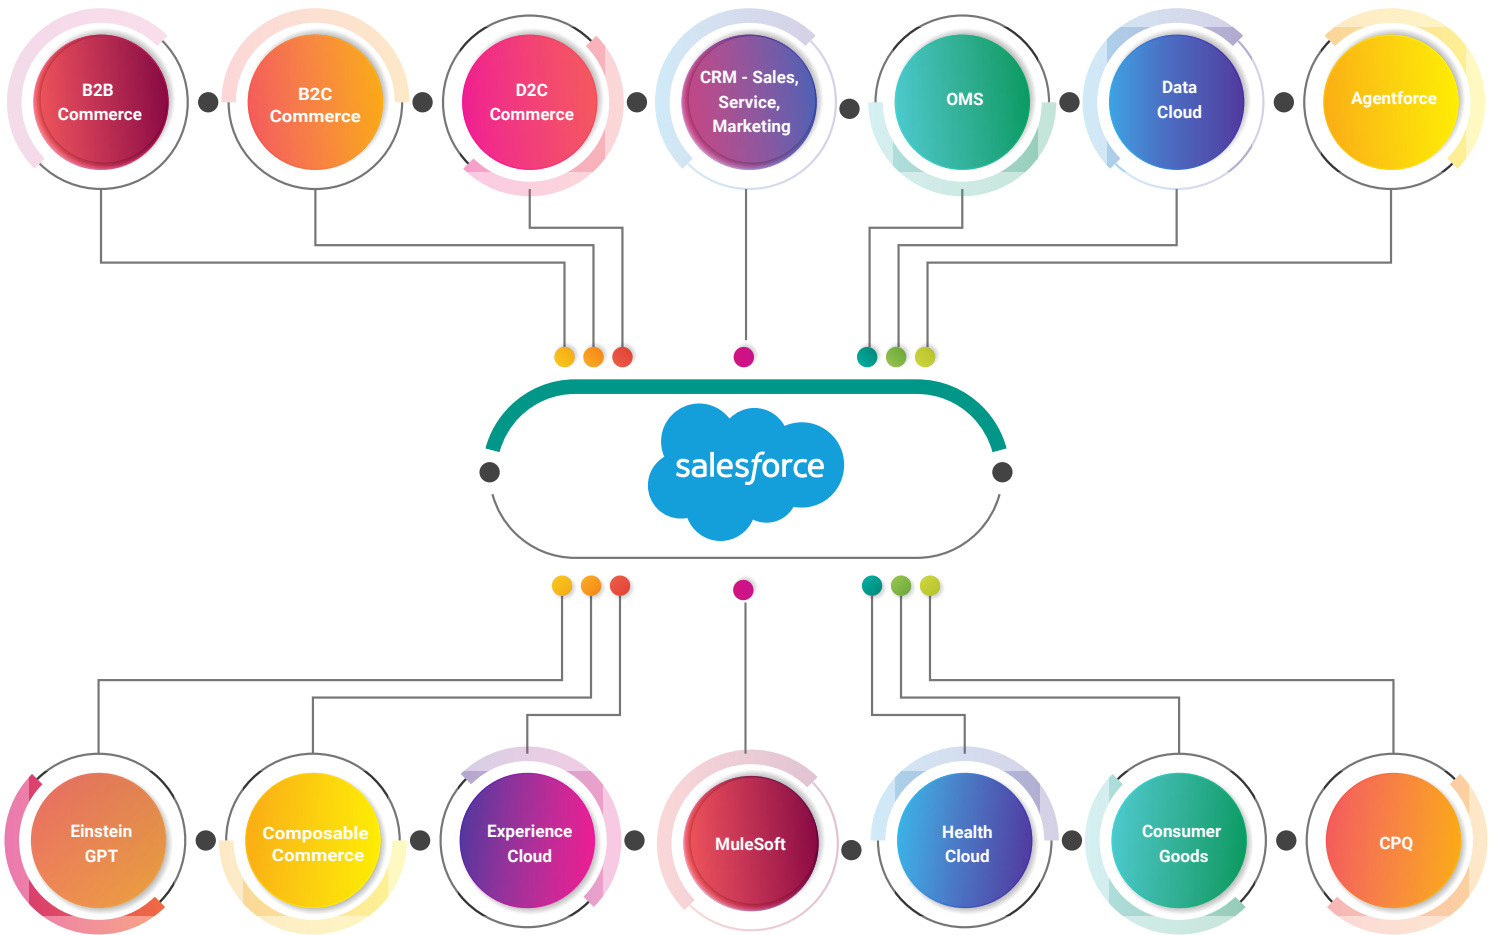 B2B
Commerce
B2C
Commerce
D2C
Commerce
CRM - Sales,
Service,
Marketing
OMS
Data
Cloud
Agentforce
salesforce
Einstein
GPT
Composable
Commerce
Experience
Cloud
MuleSoft
Health
Cloud
Consumer
Goods
CPQ